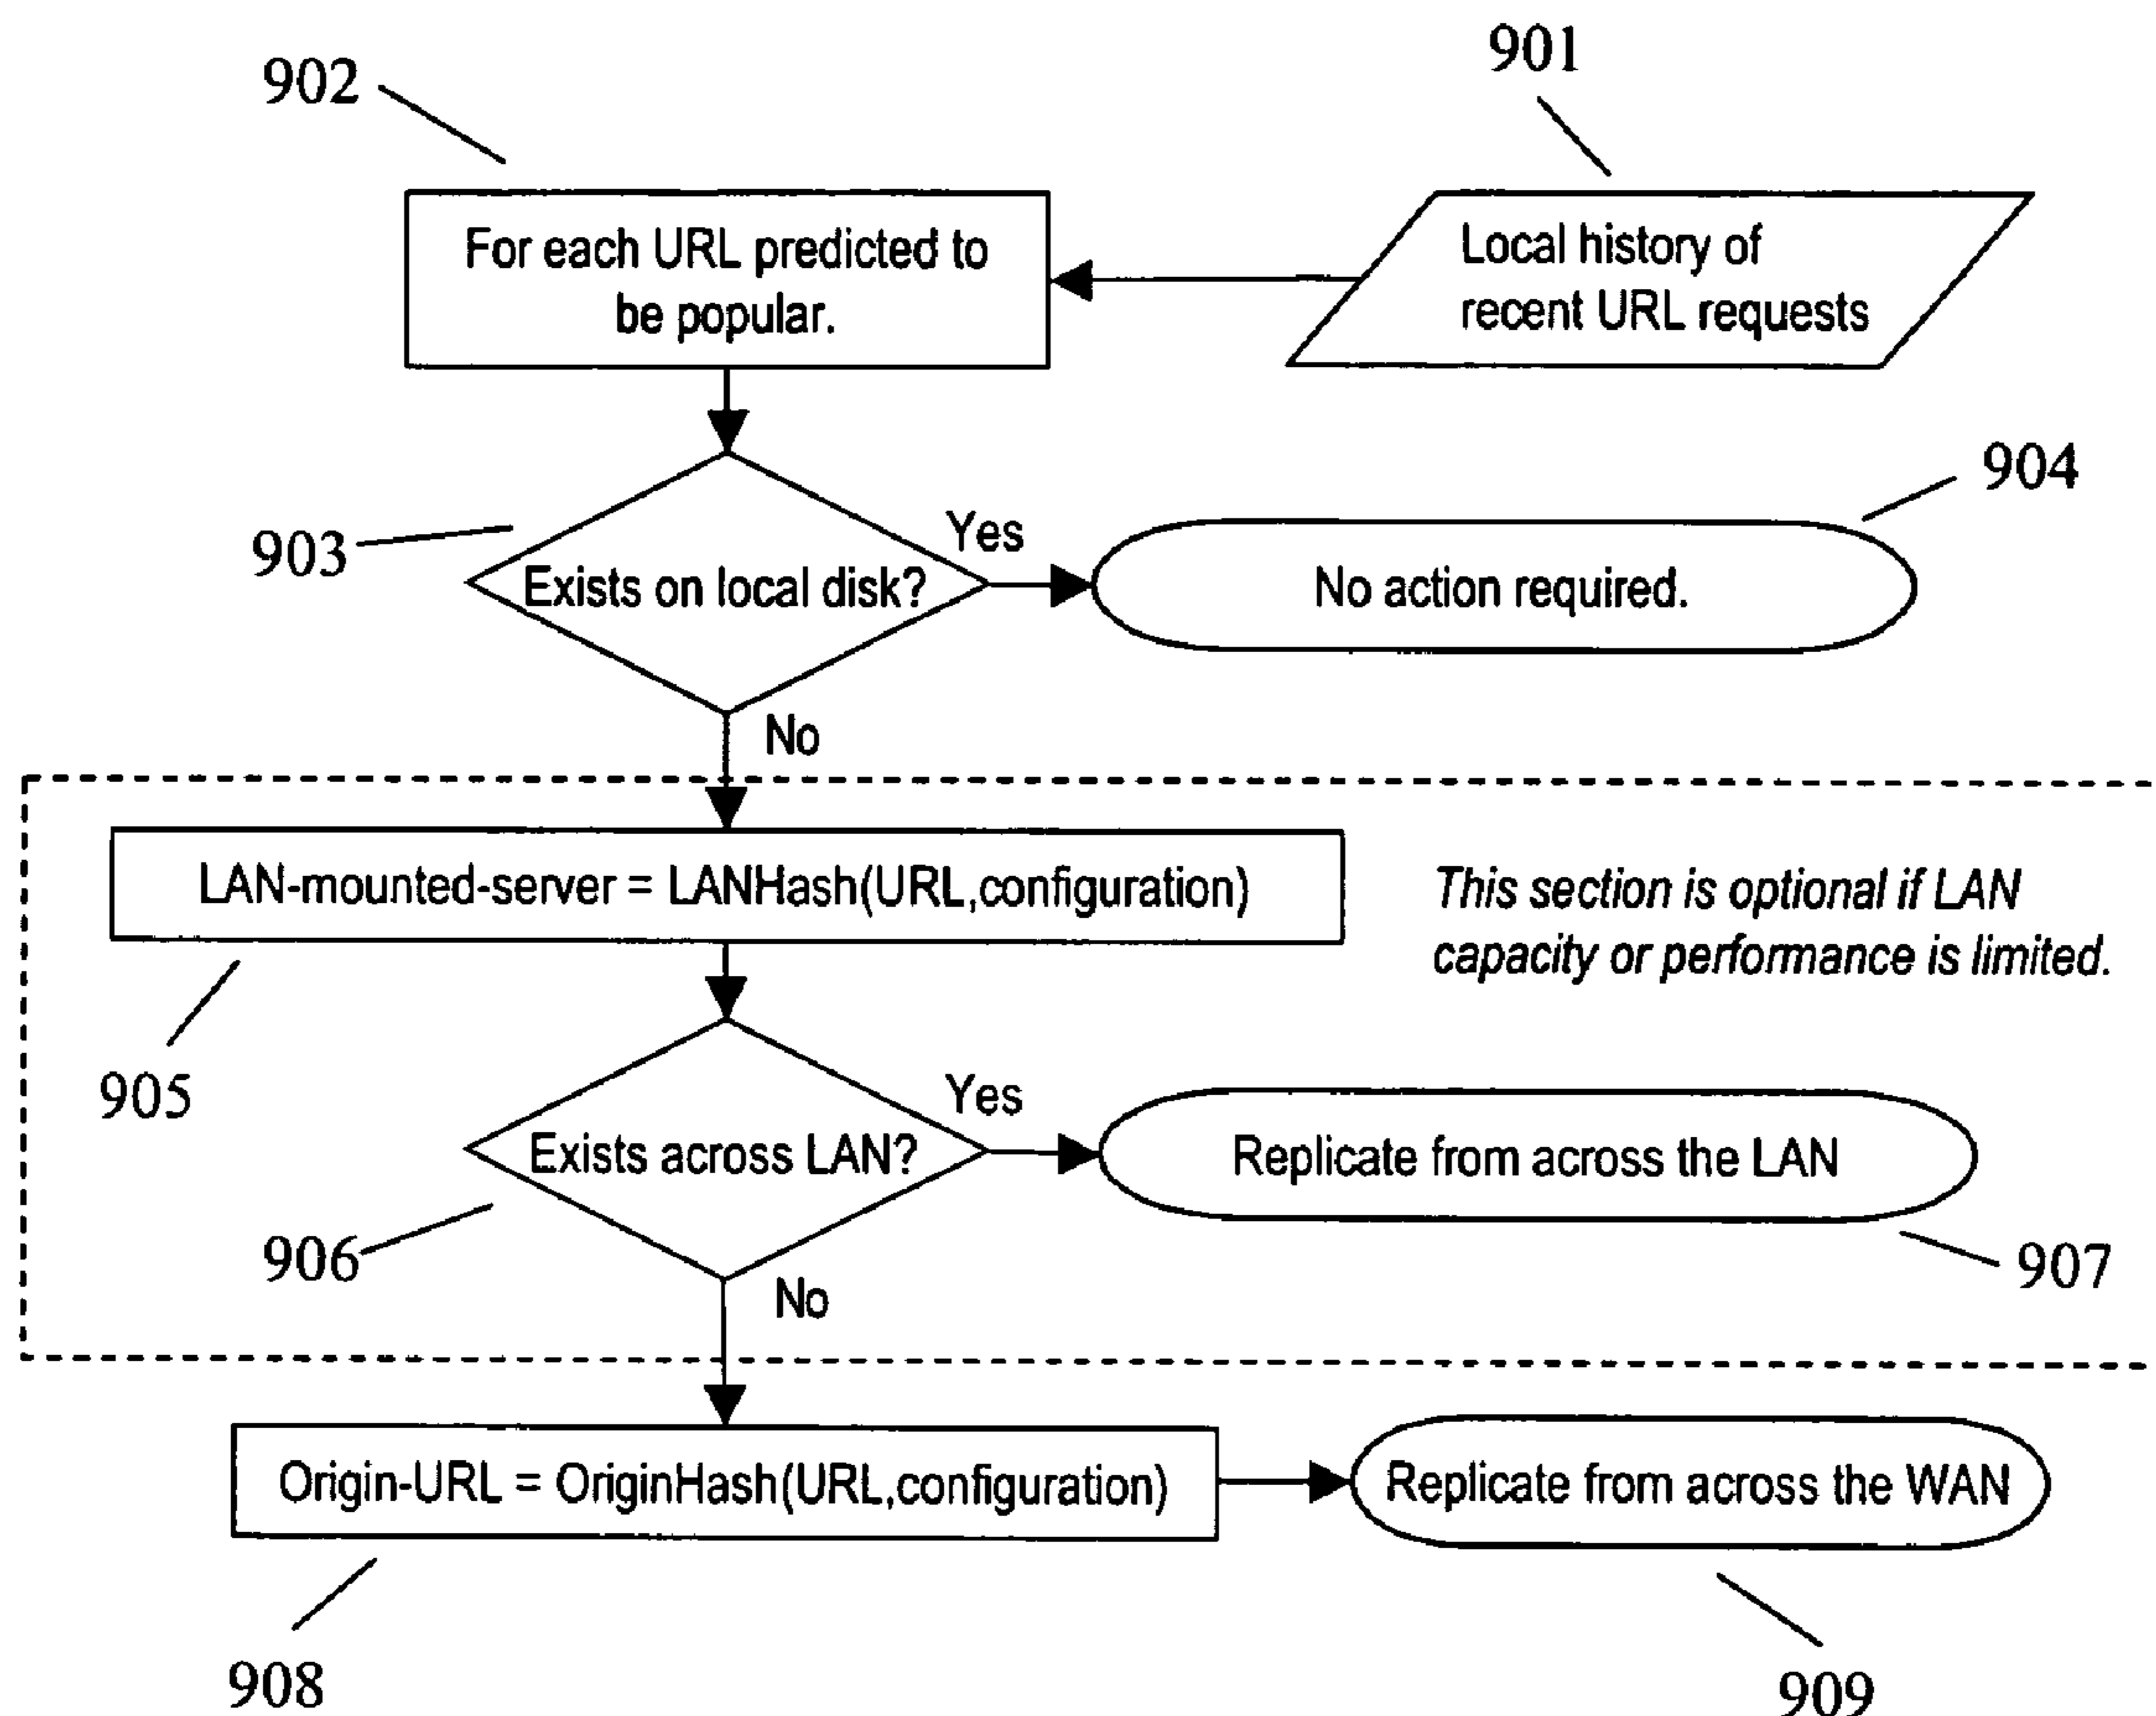 901
902
For each URL predicted to
be popular.
Local history of
recent URL requests
904
903
Yes
Exists on local disk?
No action required.
No
LAN-mounted-server = LANHash(URL,configuration)
This section is optional if LAN
capacity or performance is limited.
905
Yes
Exists across LAN?
Replicate from across the LAN
906
907
No
Origin-URL = OriginHash(URL,configuration)
Replicate from across the WAN
908
909